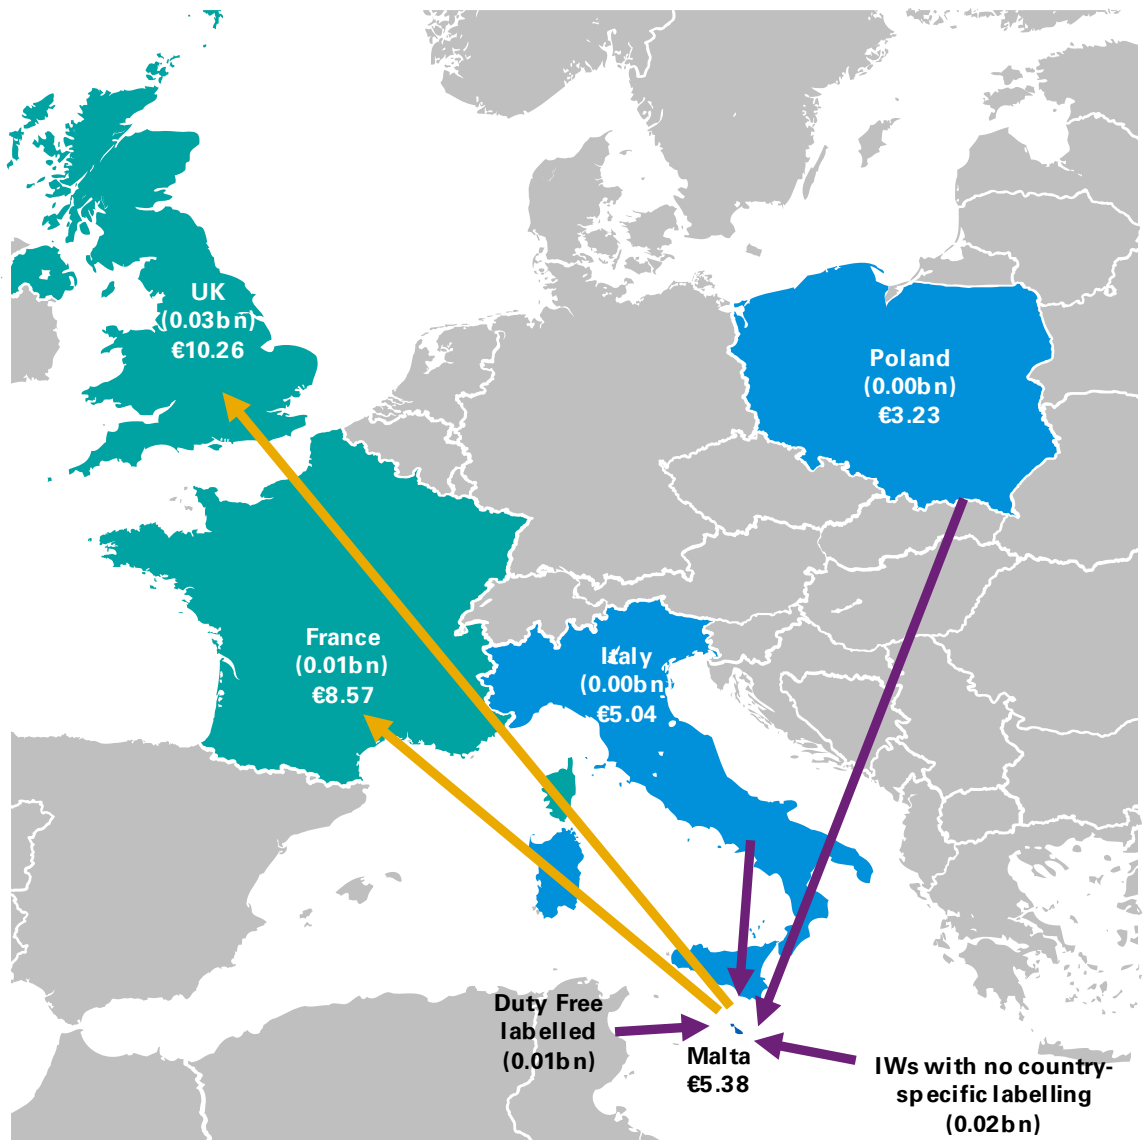 UK
(0.03bn)
€10.26
Poland
(0.00bn)
€3.23
France
(0.01bn)
€8.57
Italy
(0.00bn
€5.04
Duty Free
labelled
(0.01bn)
Malta
€5.38
IWs with no country-
specific labelling
(0.02bn)